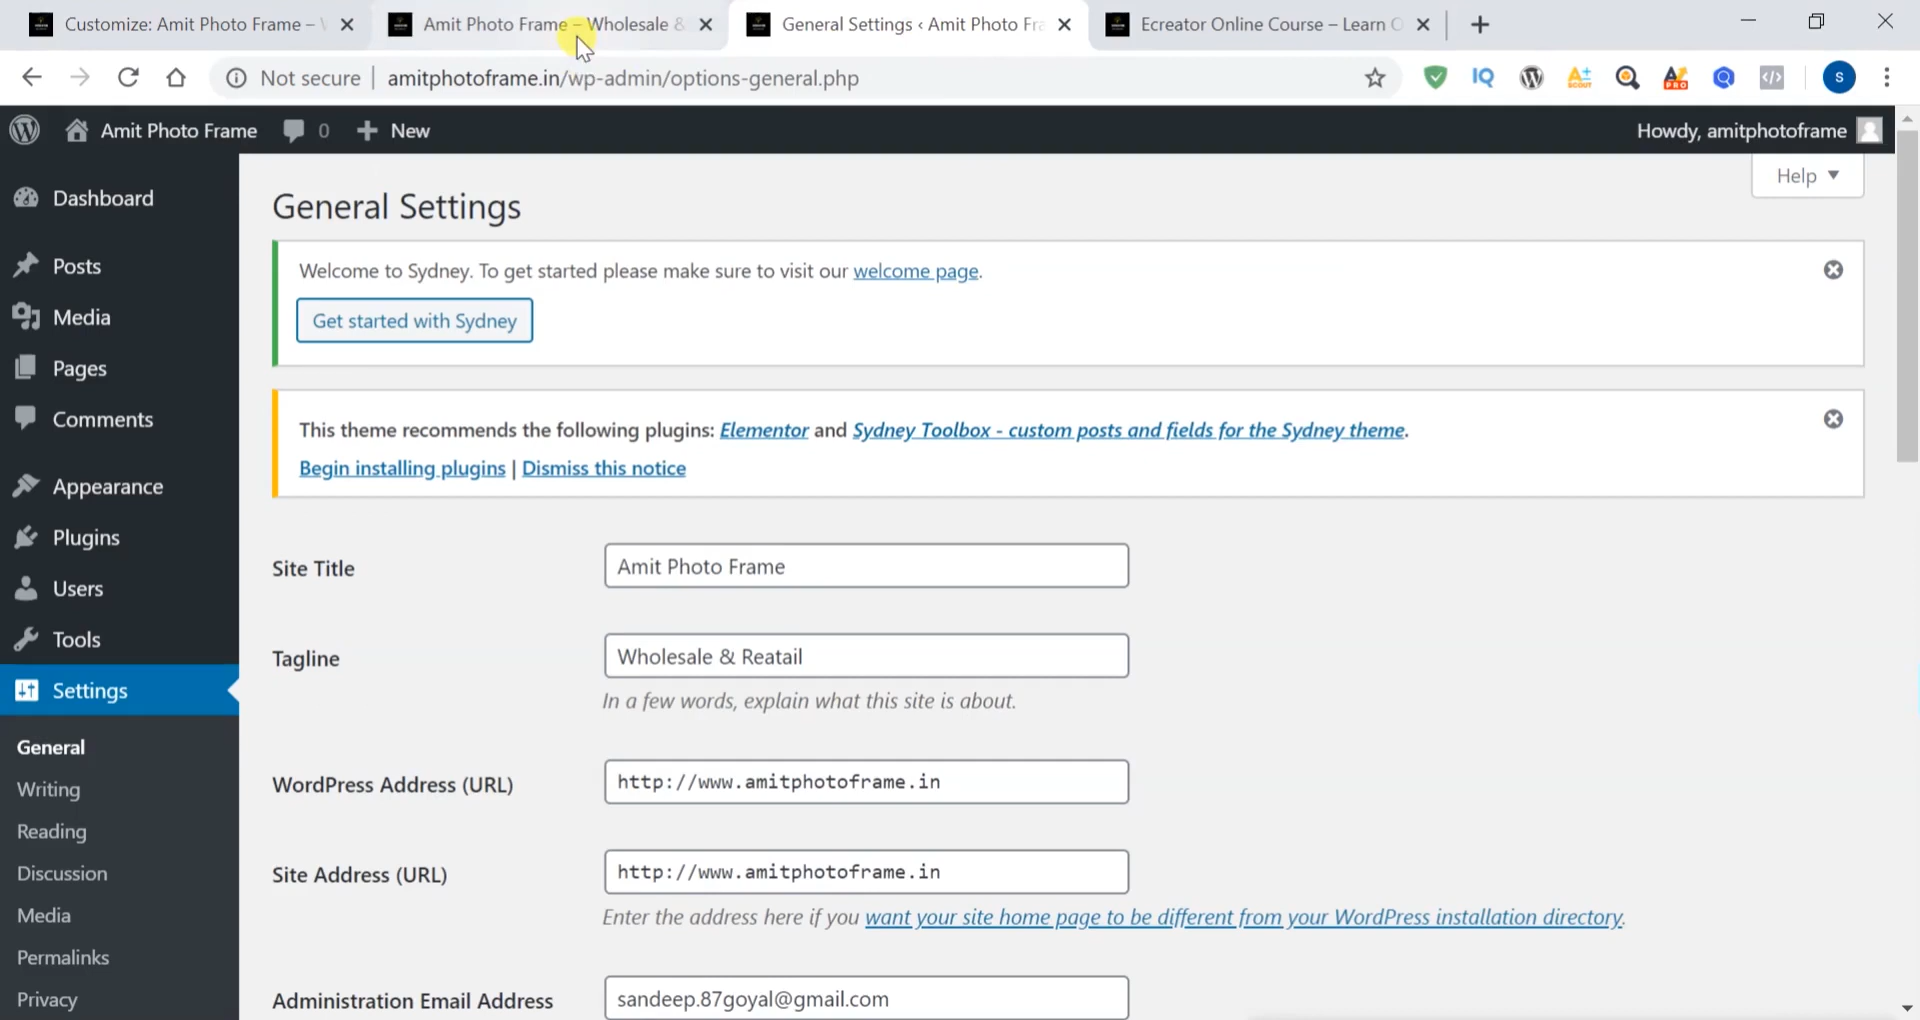 Customize: Amit Photo Frame –
Amit Photo Frame – Wholesale &
General Settings ‹ Amit Photo Fra
Ecreator Online Course – Learn O
Not secure
amitphotoframe.in/wp-admin/options-general.php
IQ
A± SCOUT
PRO
s
Amit Photo Frame
0
New
Howdy, amitphotoframe
Help
Dashboard
Posts
Media
Pages
Comments
Appearance
Plugins
Users
Tools
Settings
General
Writing
Reading
Discussion
Media
Permalinks
Privacy
General Settings
Welcome to Sydney. To get started please make sure to visit our welcome page.
Get started with Sydney
This theme recommends the following plugins: Elementor and Sydney Toolbox - custom posts and fields for the Sydney theme.
Begin installing plugins | Dismiss this notice
Site Title
Amit Photo Frame
Tagline
Wholesale & Reatail
In a few words, explain what this site is about.
WordPress Address (URL)
http://www.amitphotoframe.in
Site Address (URL)
http://www.amitphotoframe.in
Enter the address here if you want your site home page to be different from your WordPress installation directory.
Administration Email Address
sandeep.87goyal@gmail.com